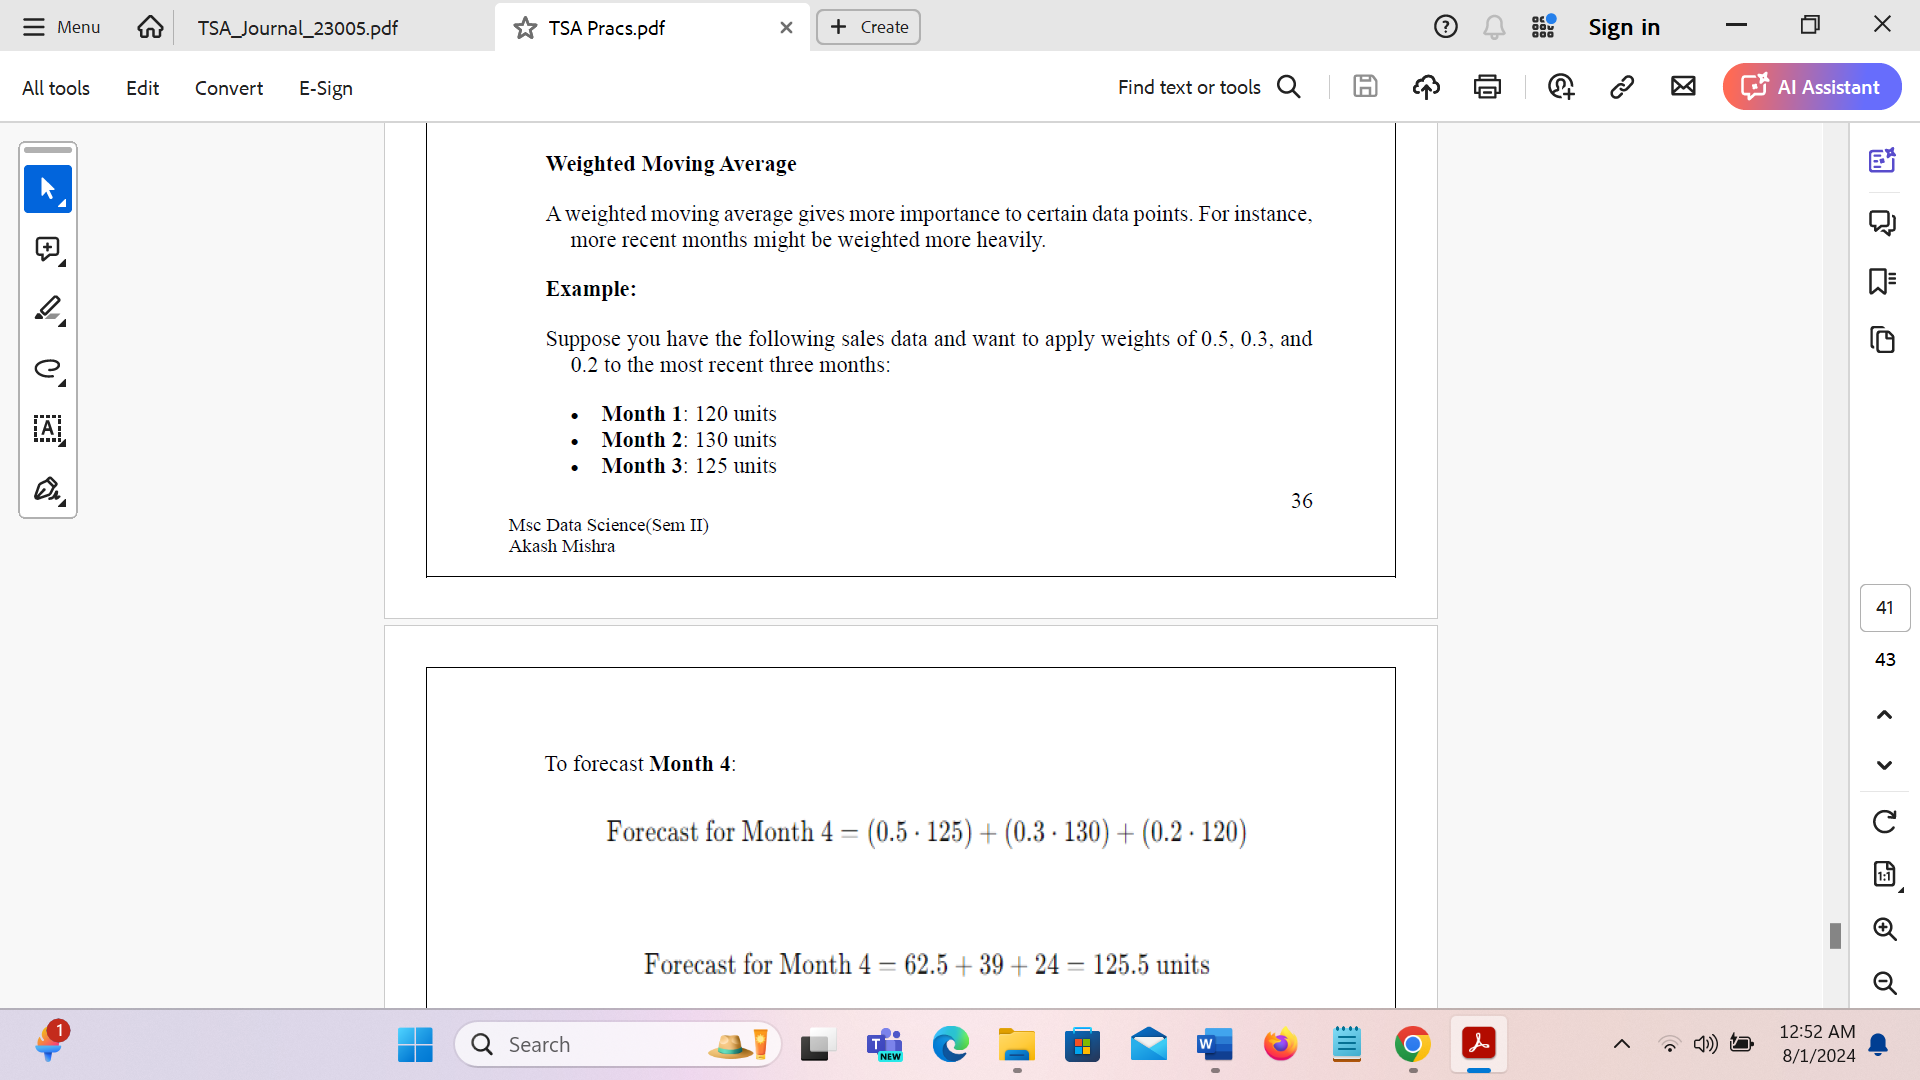 Menu
TSA_Journal_23005.pdf
TSA Pracs.pdf
Create
Sign in
All tools
Edit
Convert
E-Sign
Find text or tools
AI Assistant
Weighted Moving Average
A weighted moving average gives more importance to certain data points. For instance,
more recent months might be weighted more heavily.
Example:
Suppose you have the following sales data and want to apply weights of 0.5, 0.3, and
0.2 to the most recent three months:
• Month 1: 120 units
• Month 2: 130 units
• Month 3: 125 units
36
Msc Data Science(Sem II)
Akash Mishra
To forecast Month 4:
Forecast for Month 4 = (0.5 · 125) + (0.3 · 130) + (0.2 · 120)
Forecast for Month 4 = 62.5 + 39 + 24 = 125.5 units
41
43
1:1
1
Search
T
NEW
W
12:52 AM
8/1/2024